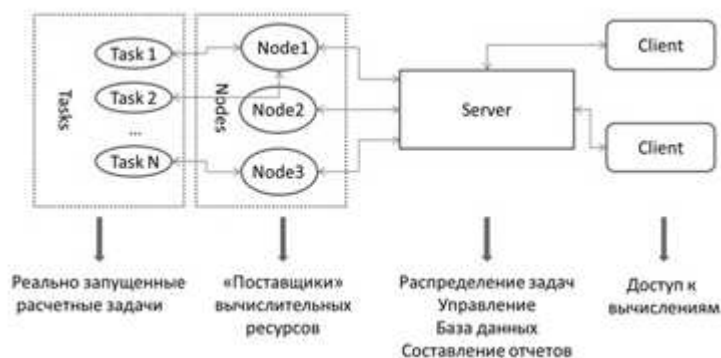 Tasks
Task 1
Task 2
...
Task N
Nodes
Node1
Node2
Node3
Server
Client
Client
Реально запущенные
расчетные задачи
«Поставщики»
вычислительных
ресурсов
Распределение задач
Управление
База данных
Составление отчетов
Доступ к
вычислениям